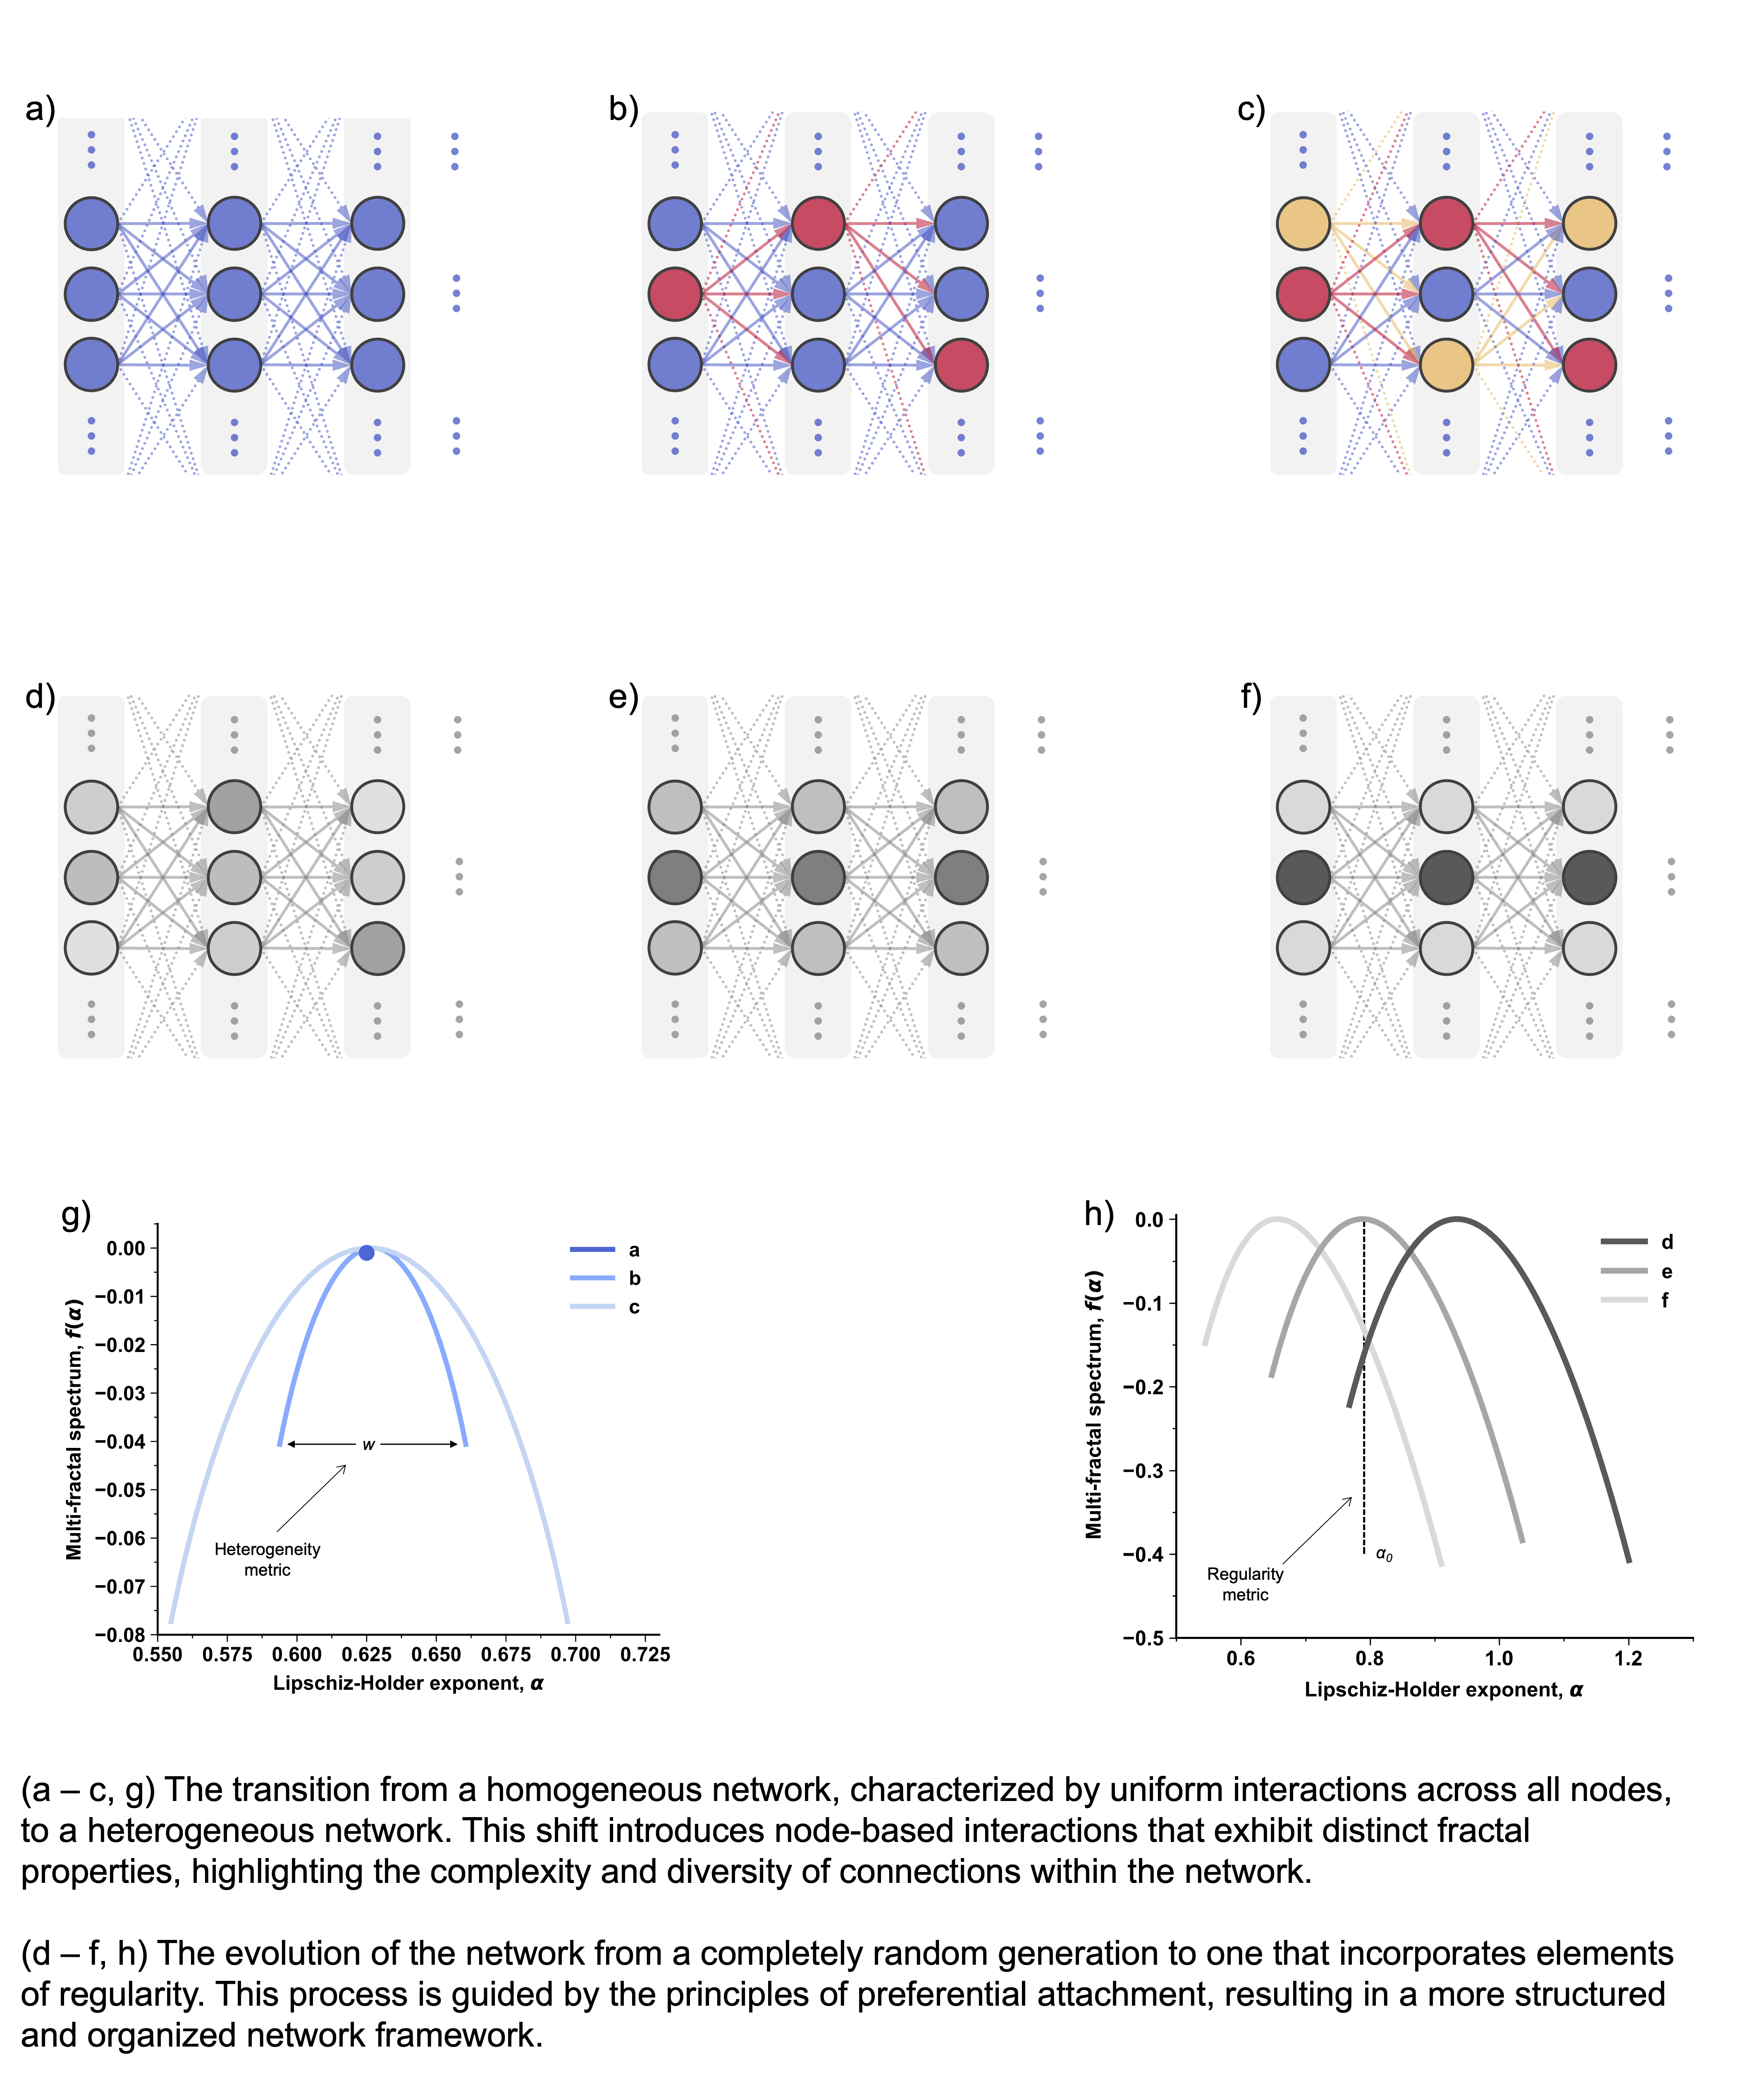 a)
b)
c)
d)
e)
f)
g)
0.00
−0.01
−0.02
−0.03
−0.04
−0.05
−0.06
−0.07
−0.08
0.550 0.575 0.600 0.625 0.650 0.675 0.700 0.725
Multi-fractal spectrum, f(α)
Lipschiz-Holder exponent, α
a
b
c
w
Heterogeneity
metric
h)
0.0
−0.1
−0.2
−0.3
−0.4
−0.5
0.6 0.8 1.0 1.2
Multi-fractal spectrum, f(α)
Lipschiz-Holder exponent, α
d
e
f
α0
Regularity
metric
(a – c, g) The transition from a homogeneous network, characterized by uniform interactions across all nodes,
to a heterogeneous network. This shift introduces node-based interactions that exhibit distinct fractal
properties, highlighting the complexity and diversity of connections within the network.
(d – f, h) The evolution of the network from a completely random generation to one that incorporates elements
of regularity. This process is guided by the principles of preferential attachment, resulting in a more structured
and organized network framework.